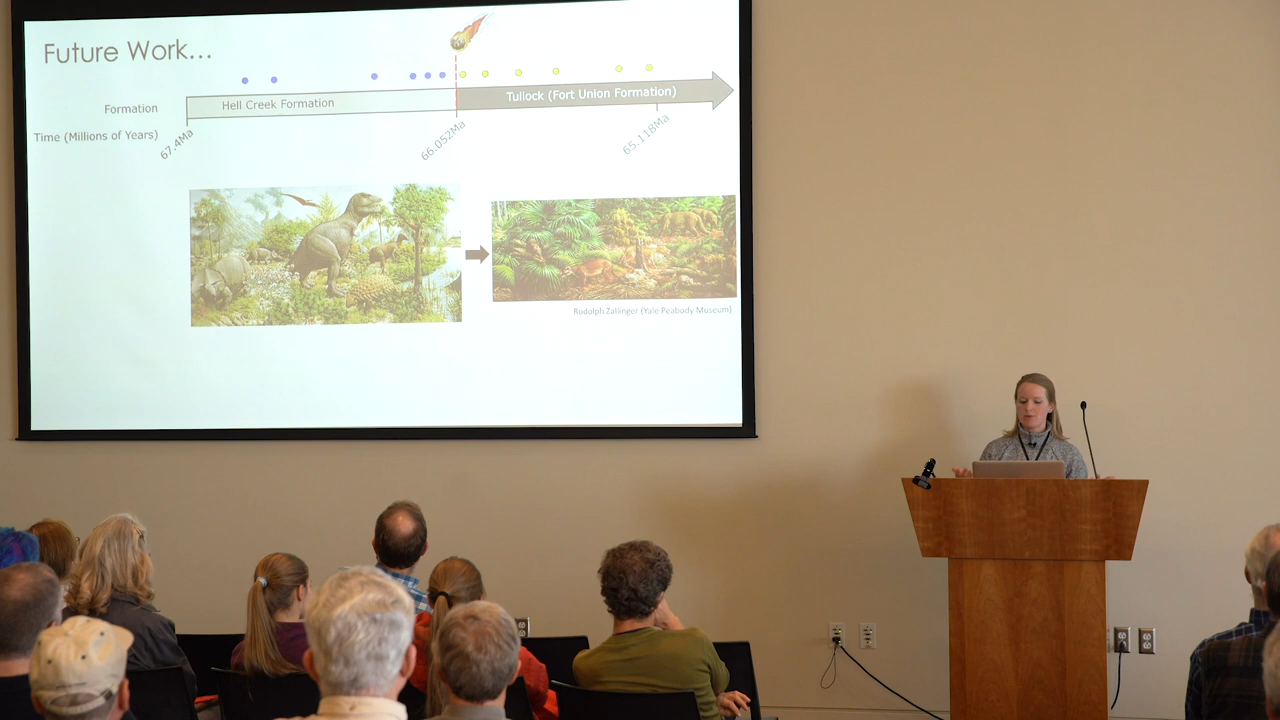 Future Work...
Formation
Hell Creek Formation
Tullock (Fort Union Formation)
Time (Millions of Years)
67.4Ma
66.052Ma
65.118Ma
Rudolph Zallinger (Yale Peabody Museum)